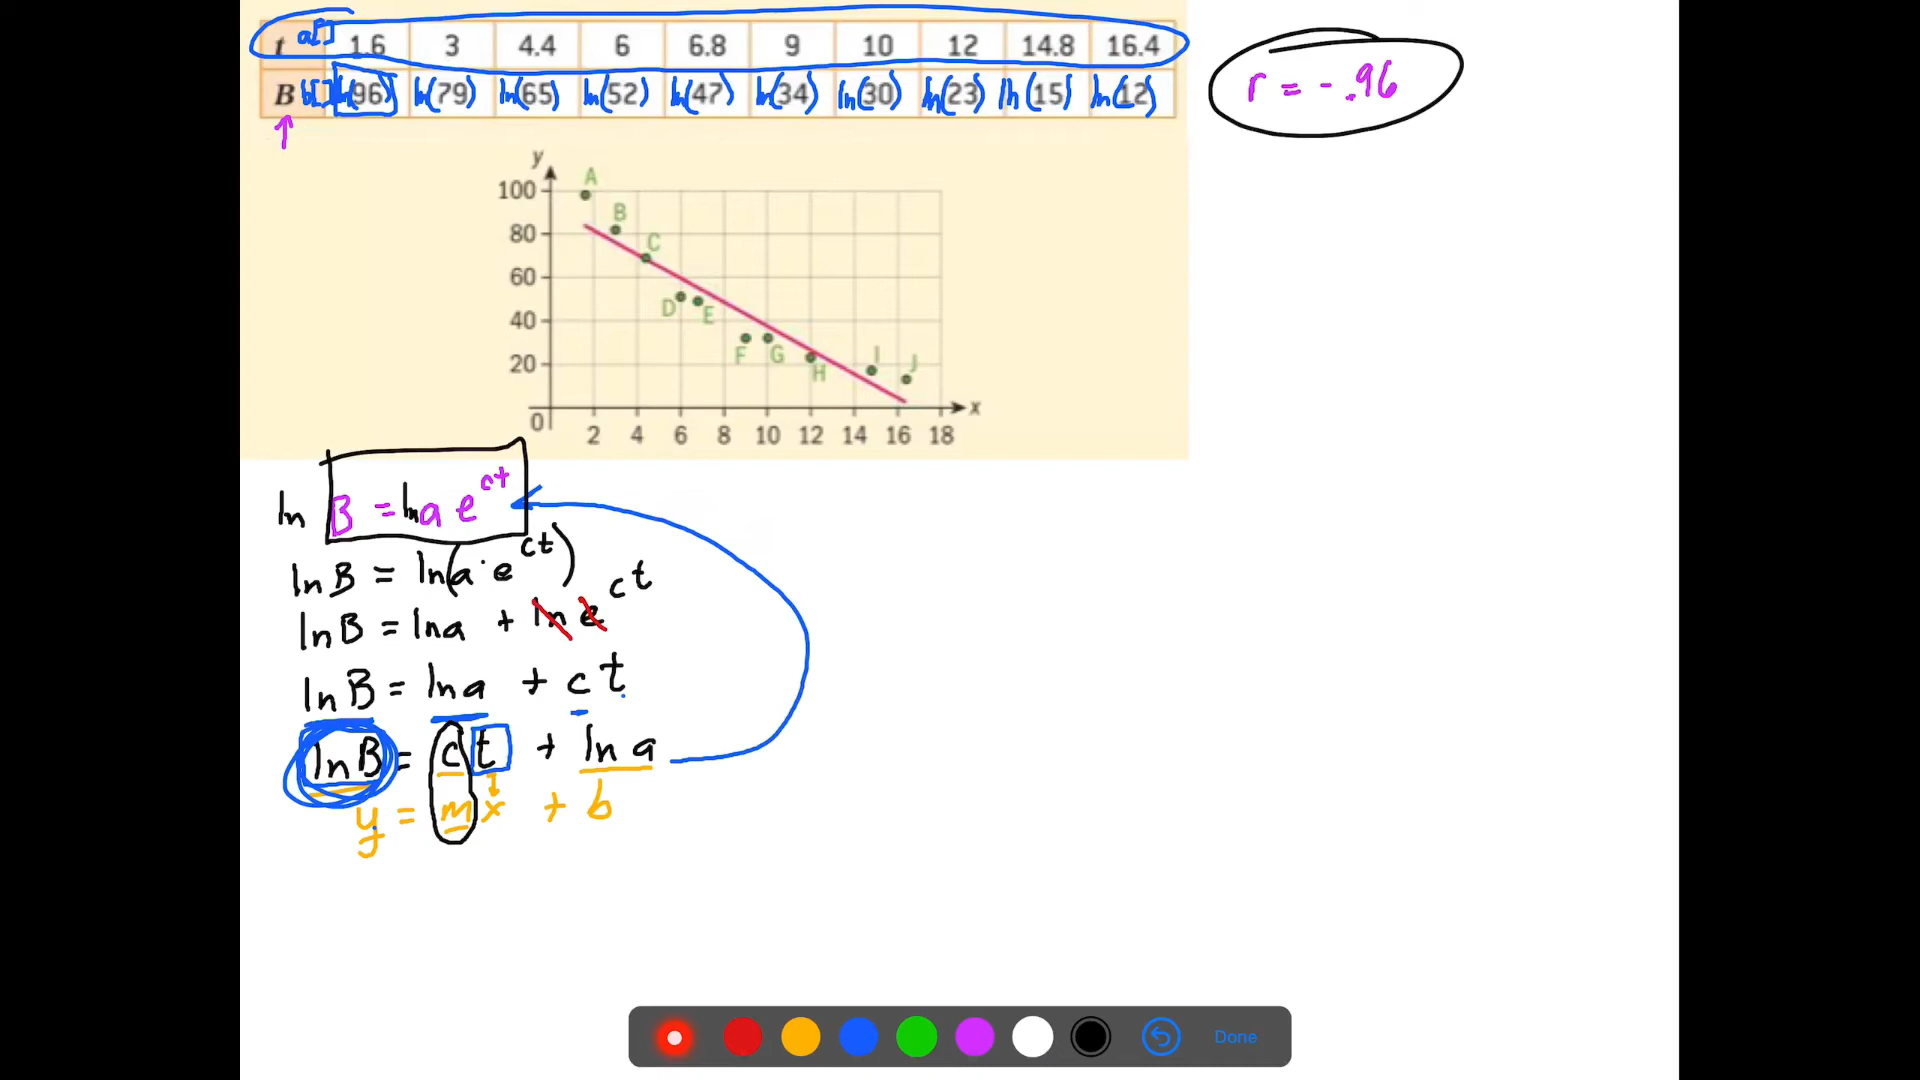 t a[] 1.6 3 4.4 6 6.8 9 10 12 14.8 16.4
B b[] ln(96) ln(79) ln(65) ln(52) ln(47) ln(34) ln(30) ln(23) ln(15) ln(12)
r = -.96
y
100
80
60
40
20
0
2 4 6 8 10 12 14 16 18
x
A
B
C
D
E
F
G
H
I
J
ln B = ln a e^ct
ln B = ln(a · e^ct)
ln B = ln a + ln e^ct
ln B = ln a + c t
ln B = c t + ln a
y = m x + b
Done